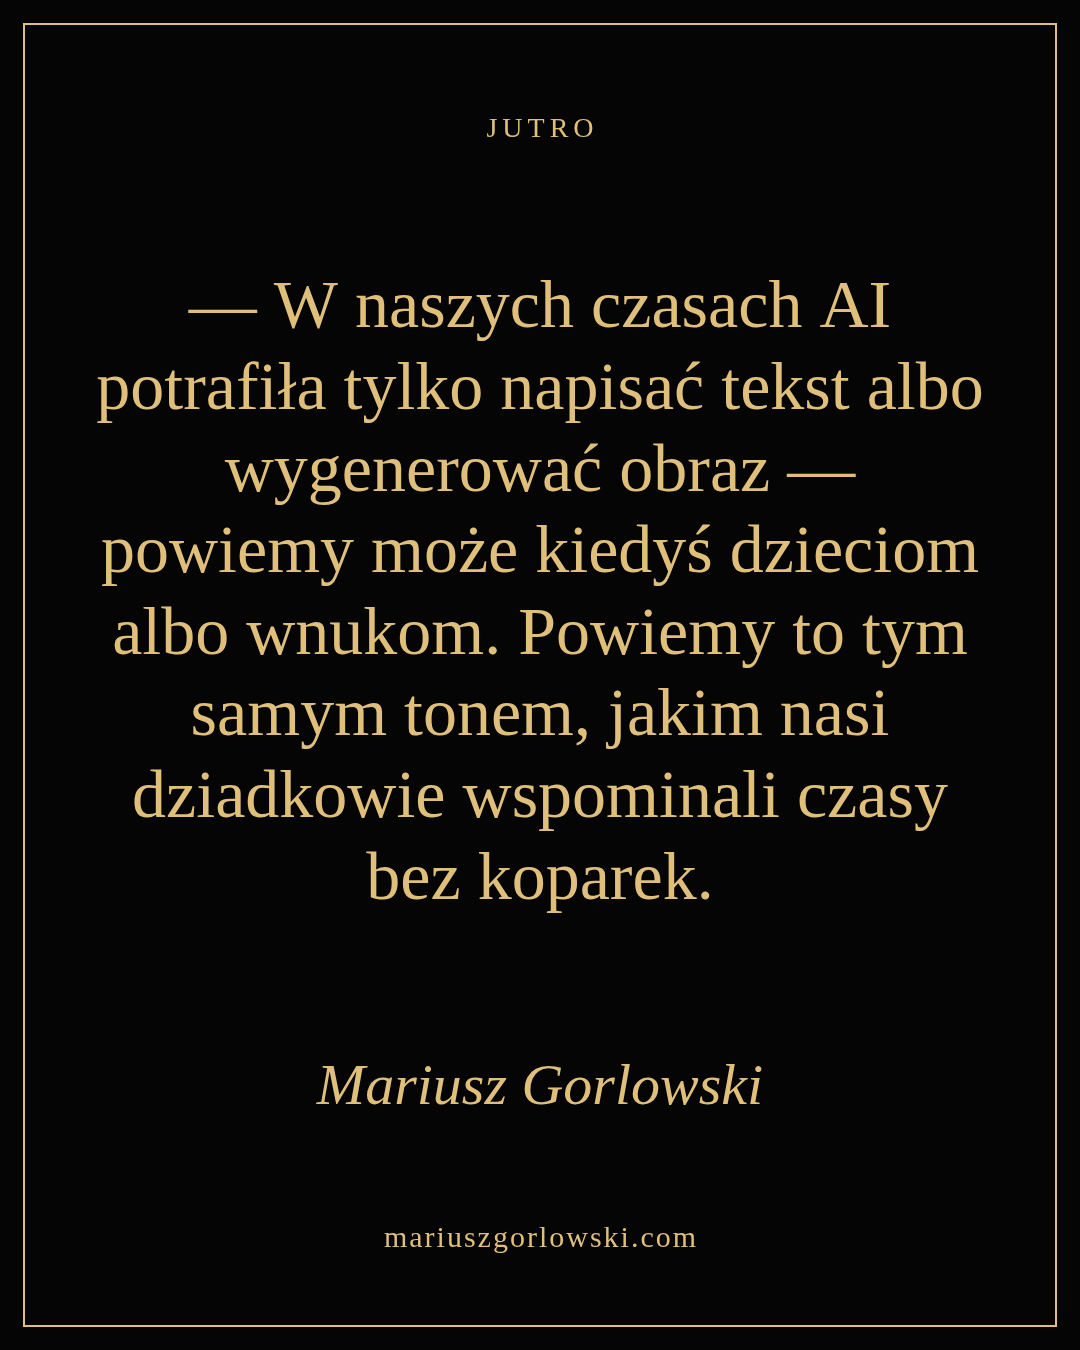 JUTRO
— W naszych czasach AI
potrafiła tylko napisać tekst albo
wygenerować obraz —
powiemy może kiedyś dzieciom
albo wnukom. Powiemy to tym
samym tonem, jakim nasi
dziadkowie wspominali czasy
bez koparek.
Mariusz Gorlowski
mariuszgorlowski.com